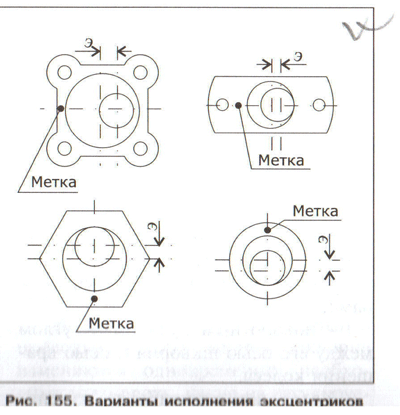 Э Э
Метка Метка
Метка
Э Э
Метка
Рис. 155. Варианты исполнения эксцентриков